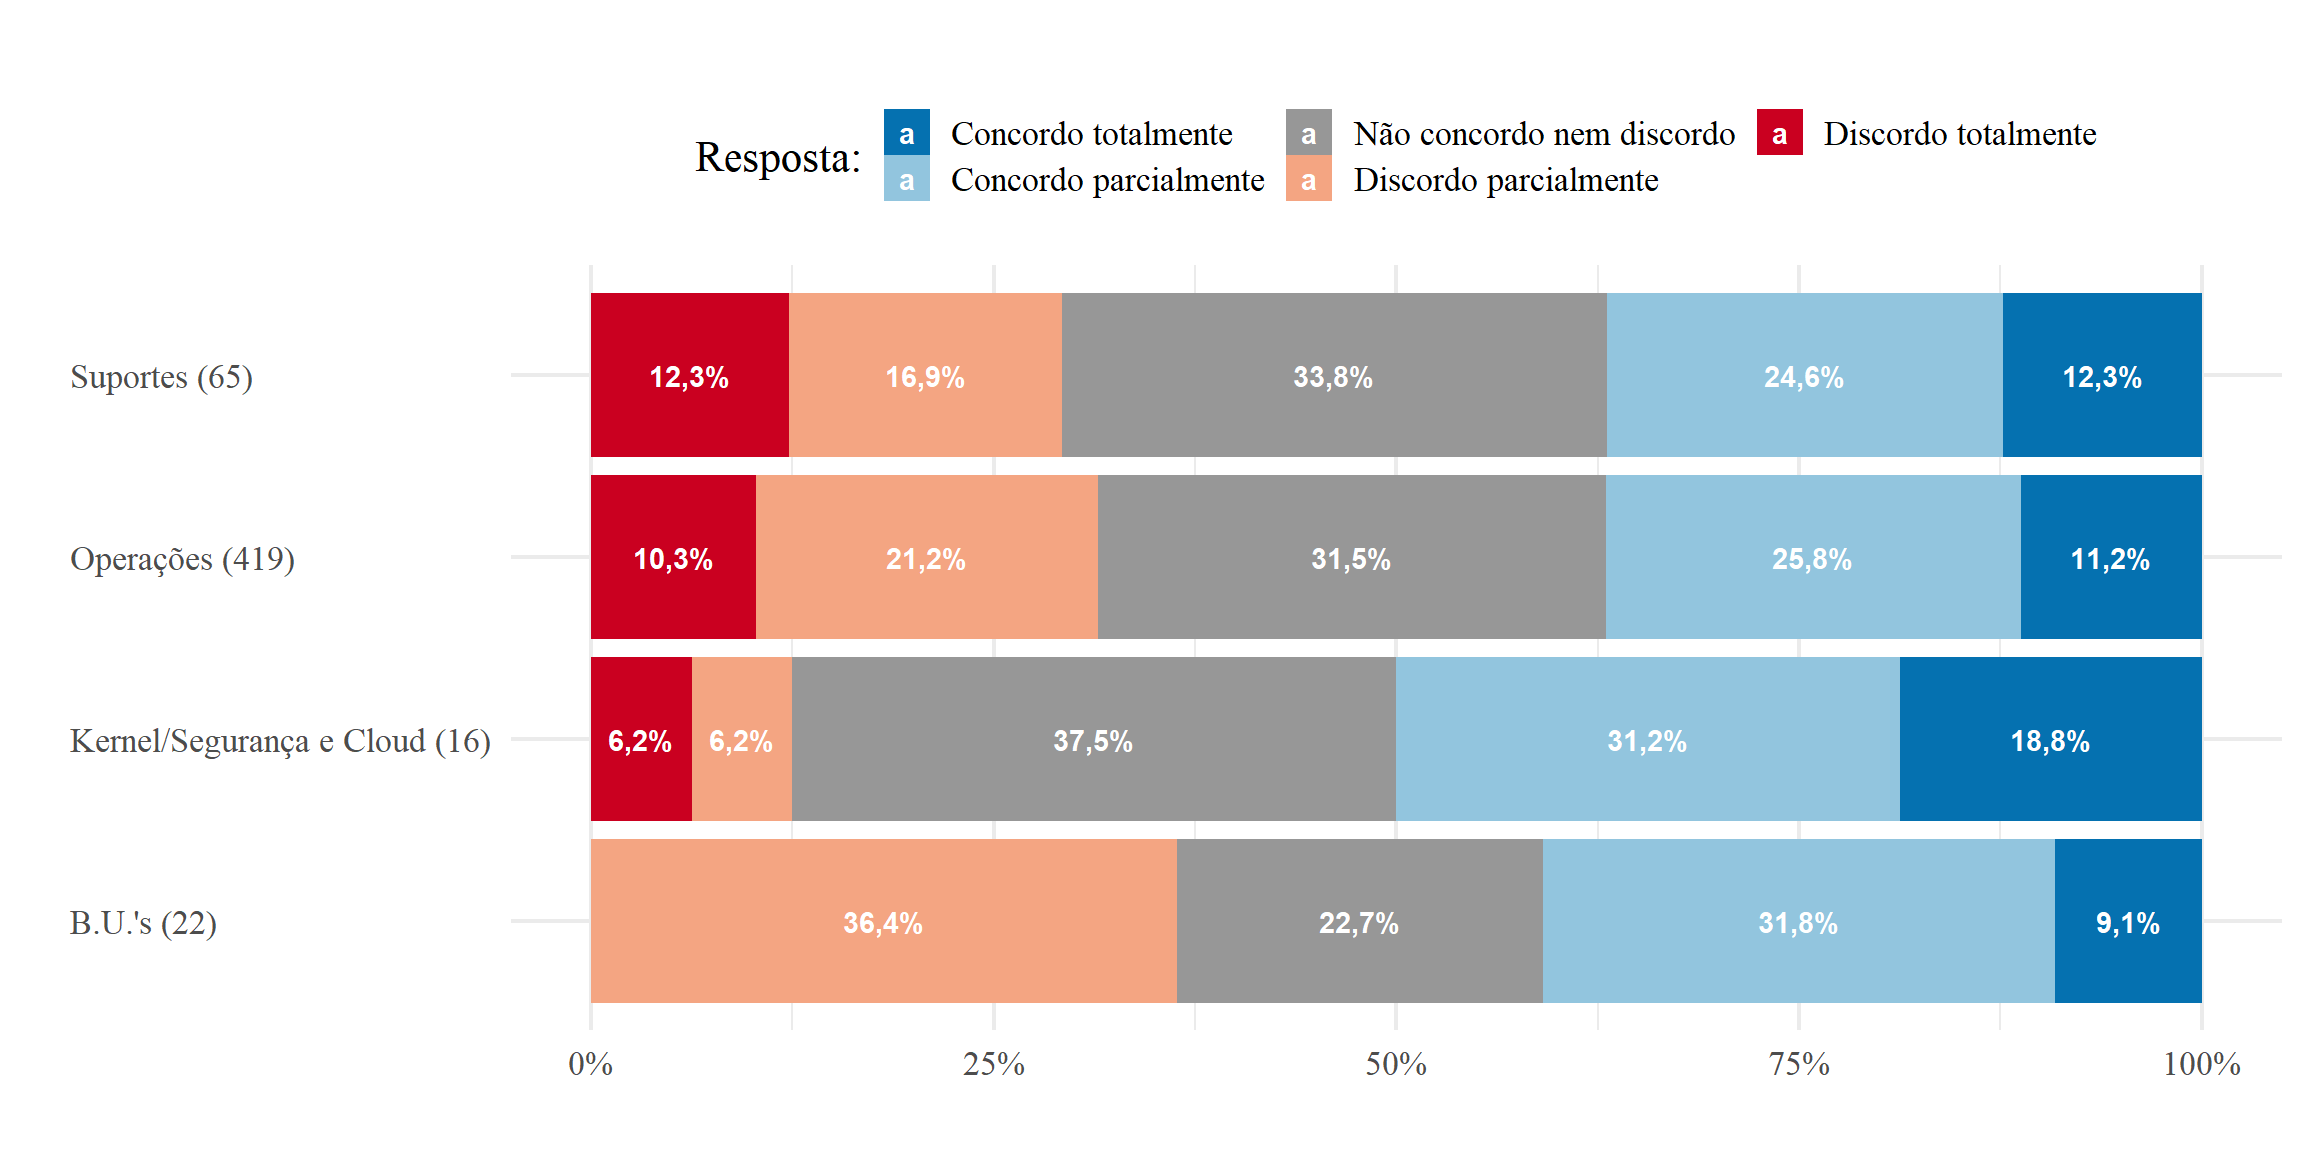 Resposta:
a Concordo totalmente a Não concordo nem discordo a Discordo totalmente
a Concordo parcialmente a Discordo parcialmente
Suportes (65) 12,3% 16,9% 33,8% 24,6% 12,3%
Operações (419) 10,3% 21,2% 31,5% 25,8% 11,2%
Kernel/Segurança e Cloud (16) 6,2% 6,2% 37,5% 31,2% 18,8%
B.U.'s (22) 36,4% 22,7% 31,8% 9,1%
0% 25% 50% 75% 100%